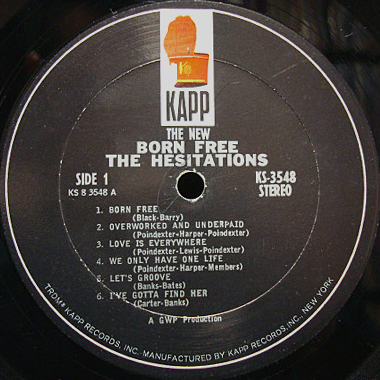 KAPP
THE NEW
BORN FREE
THE HESITATIONS
SIDE 1
KS 8 3548 A
KS-3548
STEREO
1. BORN FREE
(Black-Barry)
2. OVERWORKED AND UNDERPAID
(Poindexter-Harper-Poindexter)
3. LOVE IS EVERYWHERE
(Poindexter-Lewis-Poindexter)
4. WE ONLY HAVE ONE LIFE
(Poindexter-Harper-Members)
5. LET'S GROOVE
(Banks-Bates)
6. I'VE GOTTA FIND HER
(Carter-Banks)
A GWP Production
KAPP RECORDS, INC. MANUFACTURED BY KAPP RECORDS, INC., NEW YORK